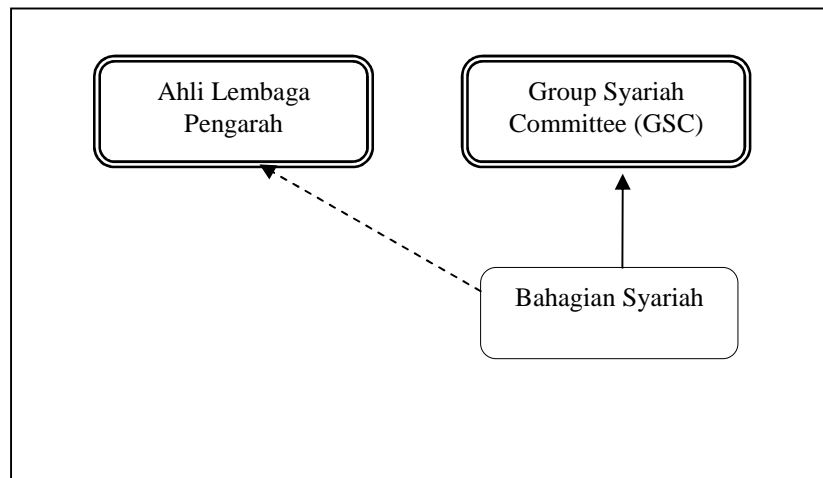 Ahli Lembaga
Pengarah
Group Syariah
Committee (GSC)
Bahagian Syariah